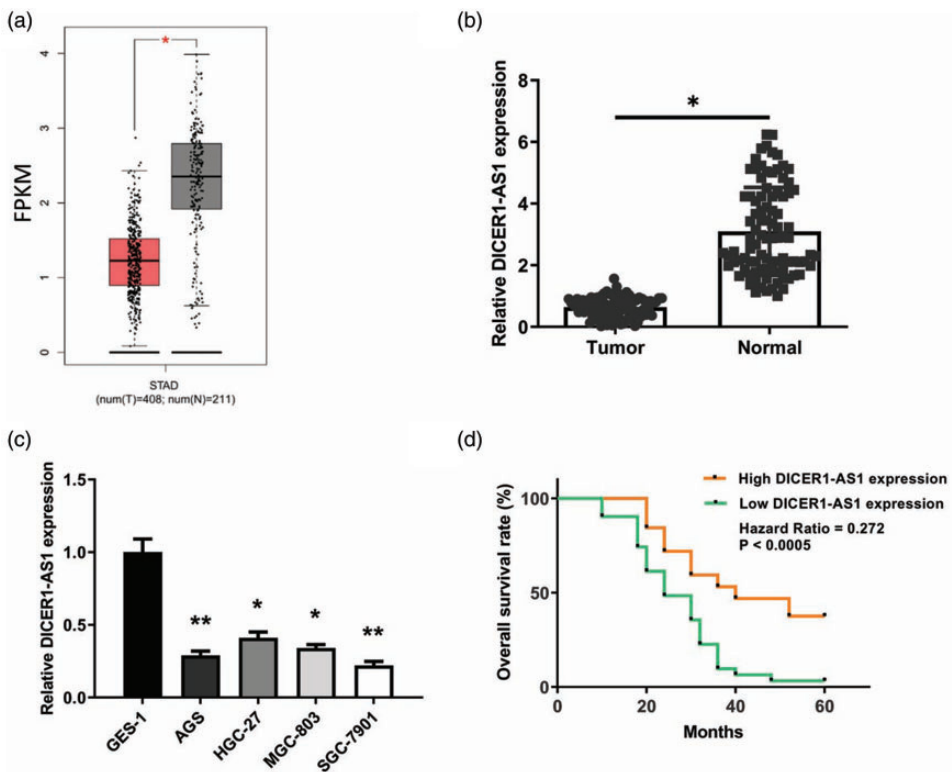 (a)
*
FPKM
4
3
2
1
0
STAD
(num(T)=408; num(N)=211)
(b)
*
Relative DICER1-AS1 expression
8
6
4
2
0
Tumor Normal
(c)
Relative DICER1-AS1 expression
1.5
1.0
0.5
0.0
** * * **
GES-1 AGS HGC-27 MGC-803 SGC-7901
(d)
High DICER1-AS1 expression
Low DICER1-AS1 expression
Hazard Ratio = 0.272
P < 0.0005
Overall survival rate (%)
100
50
0
0 20 40 60
Months